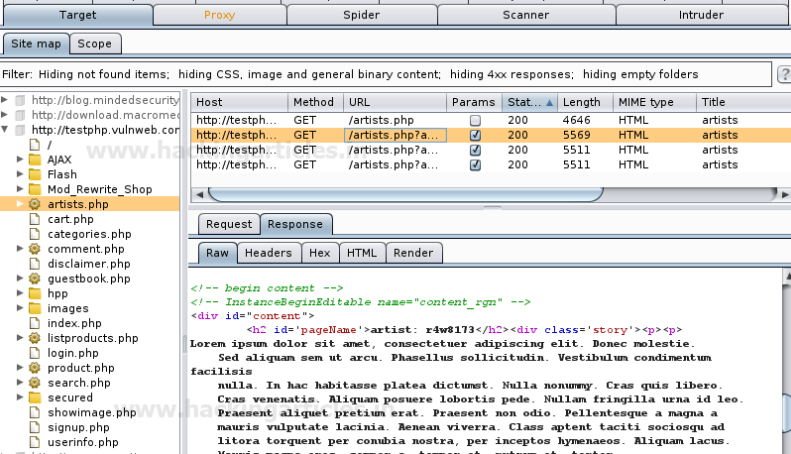 Target Proxy Spider Scanner Intruder
Site map Scope
Filter: Hiding not found items; hiding CSS, image and general binary content; hiding 4xx responses; hiding empty folders ?
http://blog.mindedsecurity
http://download.macromed
http://testphp.vulnweb.con
/
AJAX
Flash
Mod_Rewrite_Shop
artists.php
cart.php
categories.php
comment.php
disclaimer.php
guestbook.php
hpp
images
index.php
listproducts.php
login.php
product.php
search.php
secured
showimage.php
signup.php
userinfo.php
Host Method URL Params Stat... Length MIME type Title
http://testph... GET /artists.php 200 4646 HTML artists
http://testph... GET /artists.php?a... 200 5569 HTML artists
http://testph... GET /artists.php?a... 200 5511 HTML artists
http://testph... GET /artists.php?a... 200 5511 HTML artists
Request Response
Raw Headers Hex HTML Render
<!-- begin content -->
<!-- InstanceBeginEditable name="content_rgn" -->
<div id="content">
<h2 id='pageName'>artist: r4w8173</h2><div class='story'><p><p>
Lorem ipsum dolor sit amet, consectetuer adipiscing elit. Donec molestie.
Sed aliquam sem ut arcu. Phasellus sollicitudin. Vestibulum condimentum
facilisis
nulla. In hac habitasse platea dictumst. Nulla nonummy. Cras quis libero.
Cras venenatis. Aliquam posuere lobortis pede. Nullam fringilla urna id leo.
Praesent aliquet pretium erat. Praesent non odio. Pellentesque a magna a
mauris vulputate lacinia. Aenean viverra. Class aptent taciti sociosqu ad
litora torquent per conubia nostra, per inceptos hymenaeos. Aliquam lacus.
www.hackingarticles.in
www.hackingarticles.in